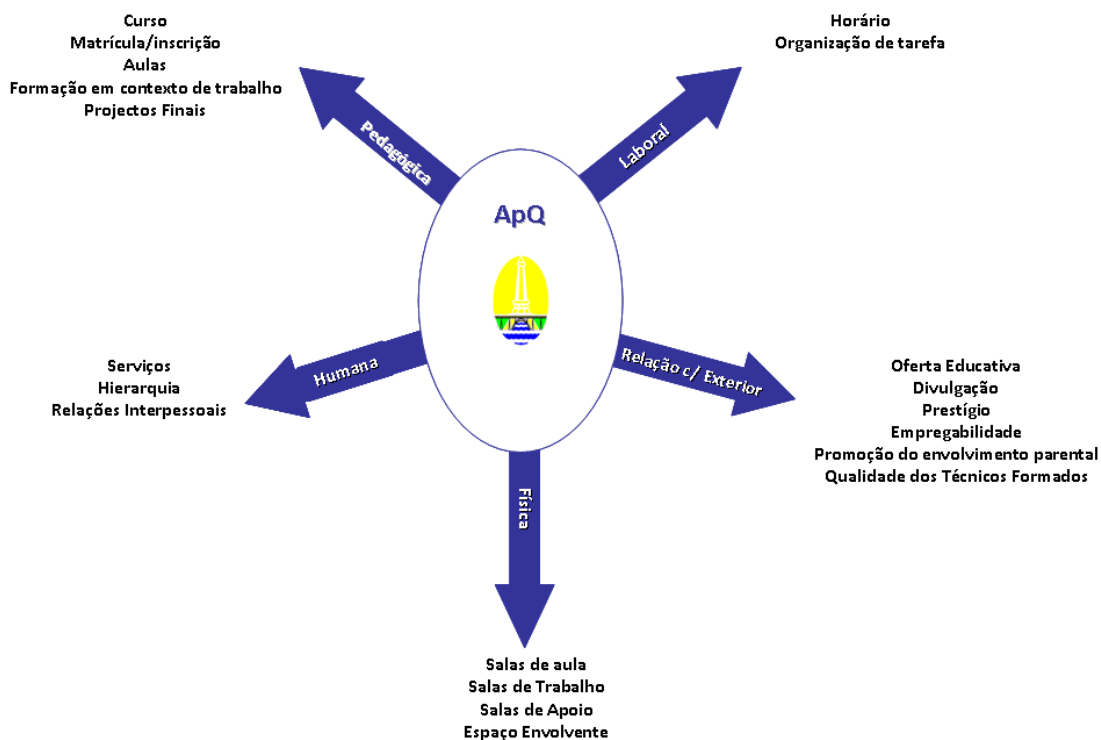 Curso
Matrícula/inscrição
Aulas
Formação em contexto de trabalho
Projectos Finais
Horário
Organização de tarefa
Pedagógica
Laboral
ApQ
Humana
Relação c/ Exterior
Serviços
Hierarquia
Relações Interpessoais
Oferta Educativa
Divulgação
Prestígio
Empregabilidade
Promoção do envolvimento parental
Qualidade dos Técnicos Formados
Física
Salas de aula
Salas de Trabalho
Salas de Apoio
Espaço Envolvente